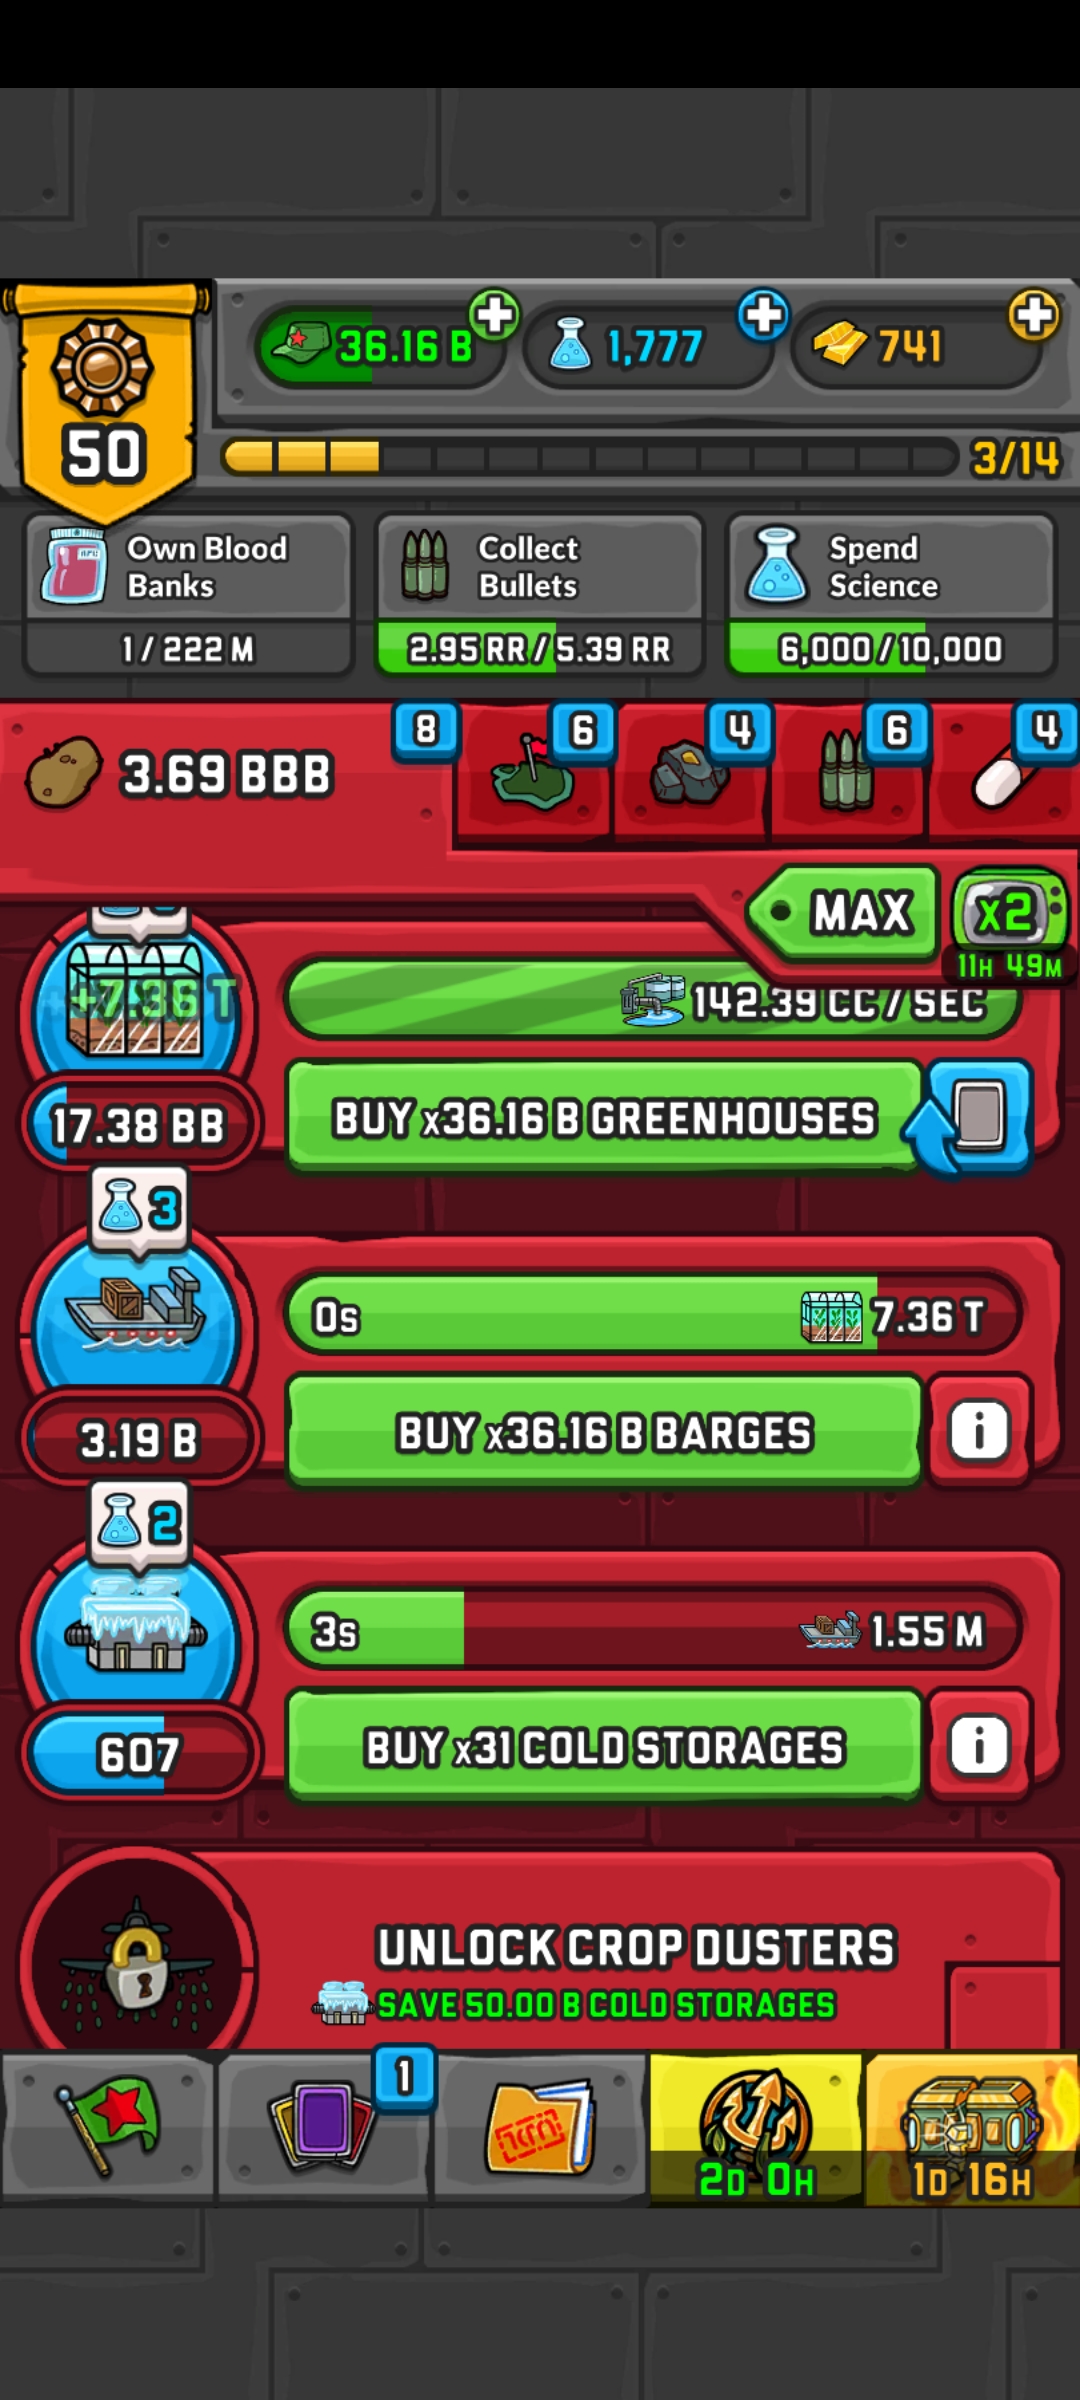 36.16 B
1,777
741
50
3/14
Own Blood
Banks
1 / 222 M
Collect
Bullets
2.95 RR / 5.39 RR
Spend
Science
6,000 / 10,000
3.69 BBB
8
6
4
6
4
MAX
x2
11H 49M
+7.36 T
142.39 CC / SEC
17.38 BB
BUY x36.16 B GREENHOUSES
3
0s
7.36 T
3.19 B
BUY x36.16 B BARGES
i
2
3s
1.55 M
607
BUY x31 COLD STORAGES
i
UNLOCK CROP DUSTERS
SAVE 50.00 B COLD STORAGES
1
2D 0H
1D 16H